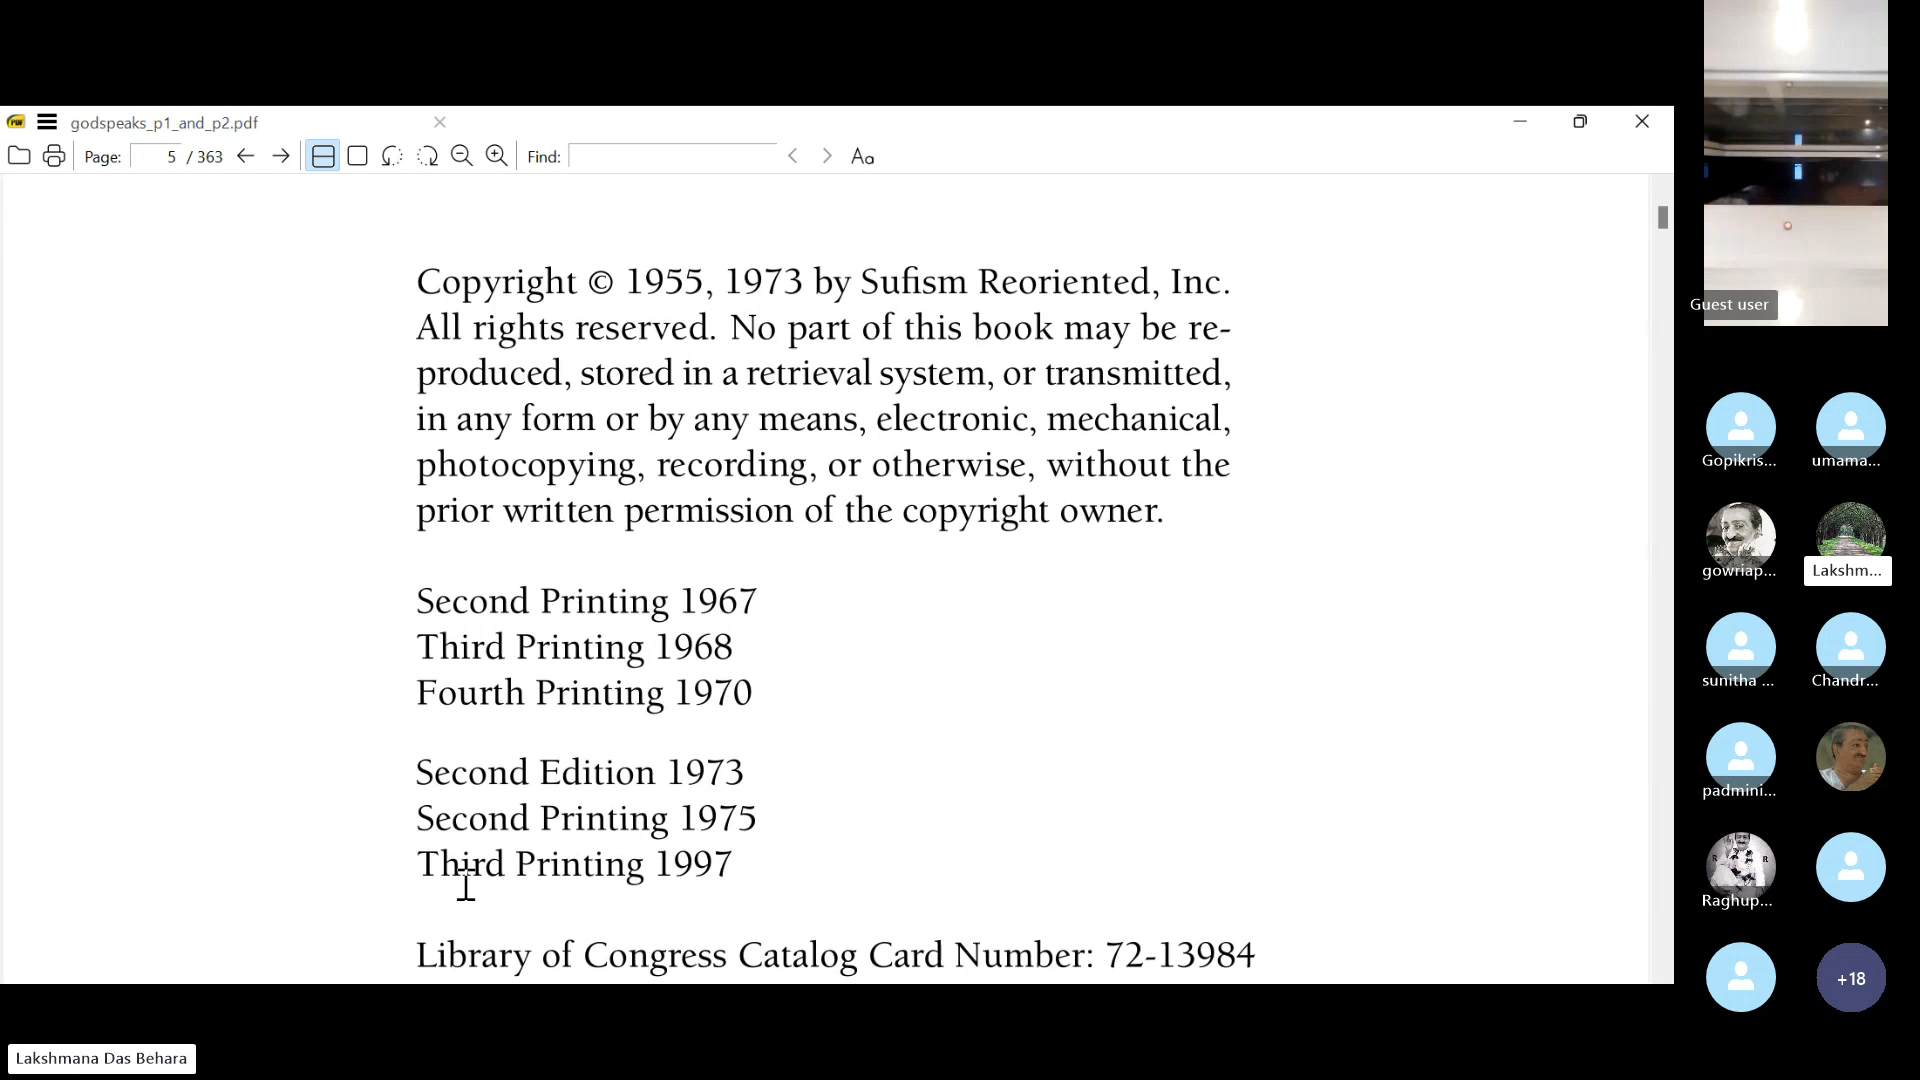 godspeaks_p1_and_p2.pdf
Page: 5 / 363 Find: Aa
Copyright © 1955, 1973 by Sufism Reoriented, Inc.
All rights reserved. No part of this book may be re-
produced, stored in a retrieval system, or transmitted,
in any form or by any means, electronic, mechanical,
photocopying, recording, or otherwise, without the
prior written permission of the copyright owner.
Second Printing 1967
Third Printing 1968
Fourth Printing 1970
Second Edition 1973
Second Printing 1975
Third Printing 1997
Library of Congress Catalog Card Number: 72-13984
Guest user
Gopikris... umama...
gowriap... Lakshm...
sunitha ... Chandr...
padmini...
R R
Raghup...
+18
Lakshmana Das Behara